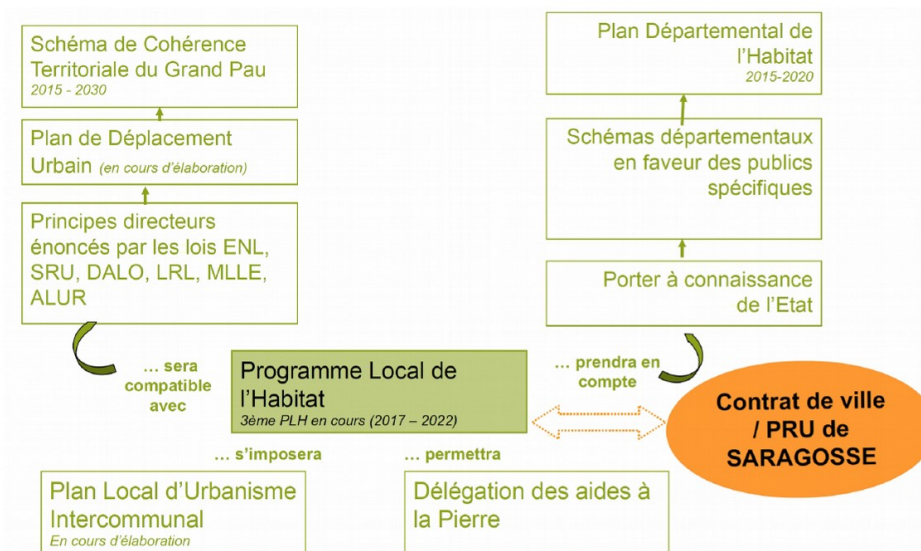 Schéma de Cohérence
Territoriale du Grand Pau
2015 - 2030
Plan de Déplacement
Urbain (en cours d'élaboration)
Principes directeurs
énoncés par les lois ENL,
SRU, DALO, LRL, MLLE,
ALUR
Plan Départemental de
l'Habitat
2015-2020
Schémas départementaux
en faveur des publics
spécifiques
Porter à connaissance
de l'Etat
... sera
compatible
avec
Programme Local de
l'Habitat
3ème PLH en cours (2017 – 2022)
... prendra en
compte
Contrat de ville
/ PRU de
SARAGOSSE
... s'imposera
... permettra
Plan Local d'Urbanisme
Intercommunal
En cours d'élaboration
Délégation des aides à
la Pierre